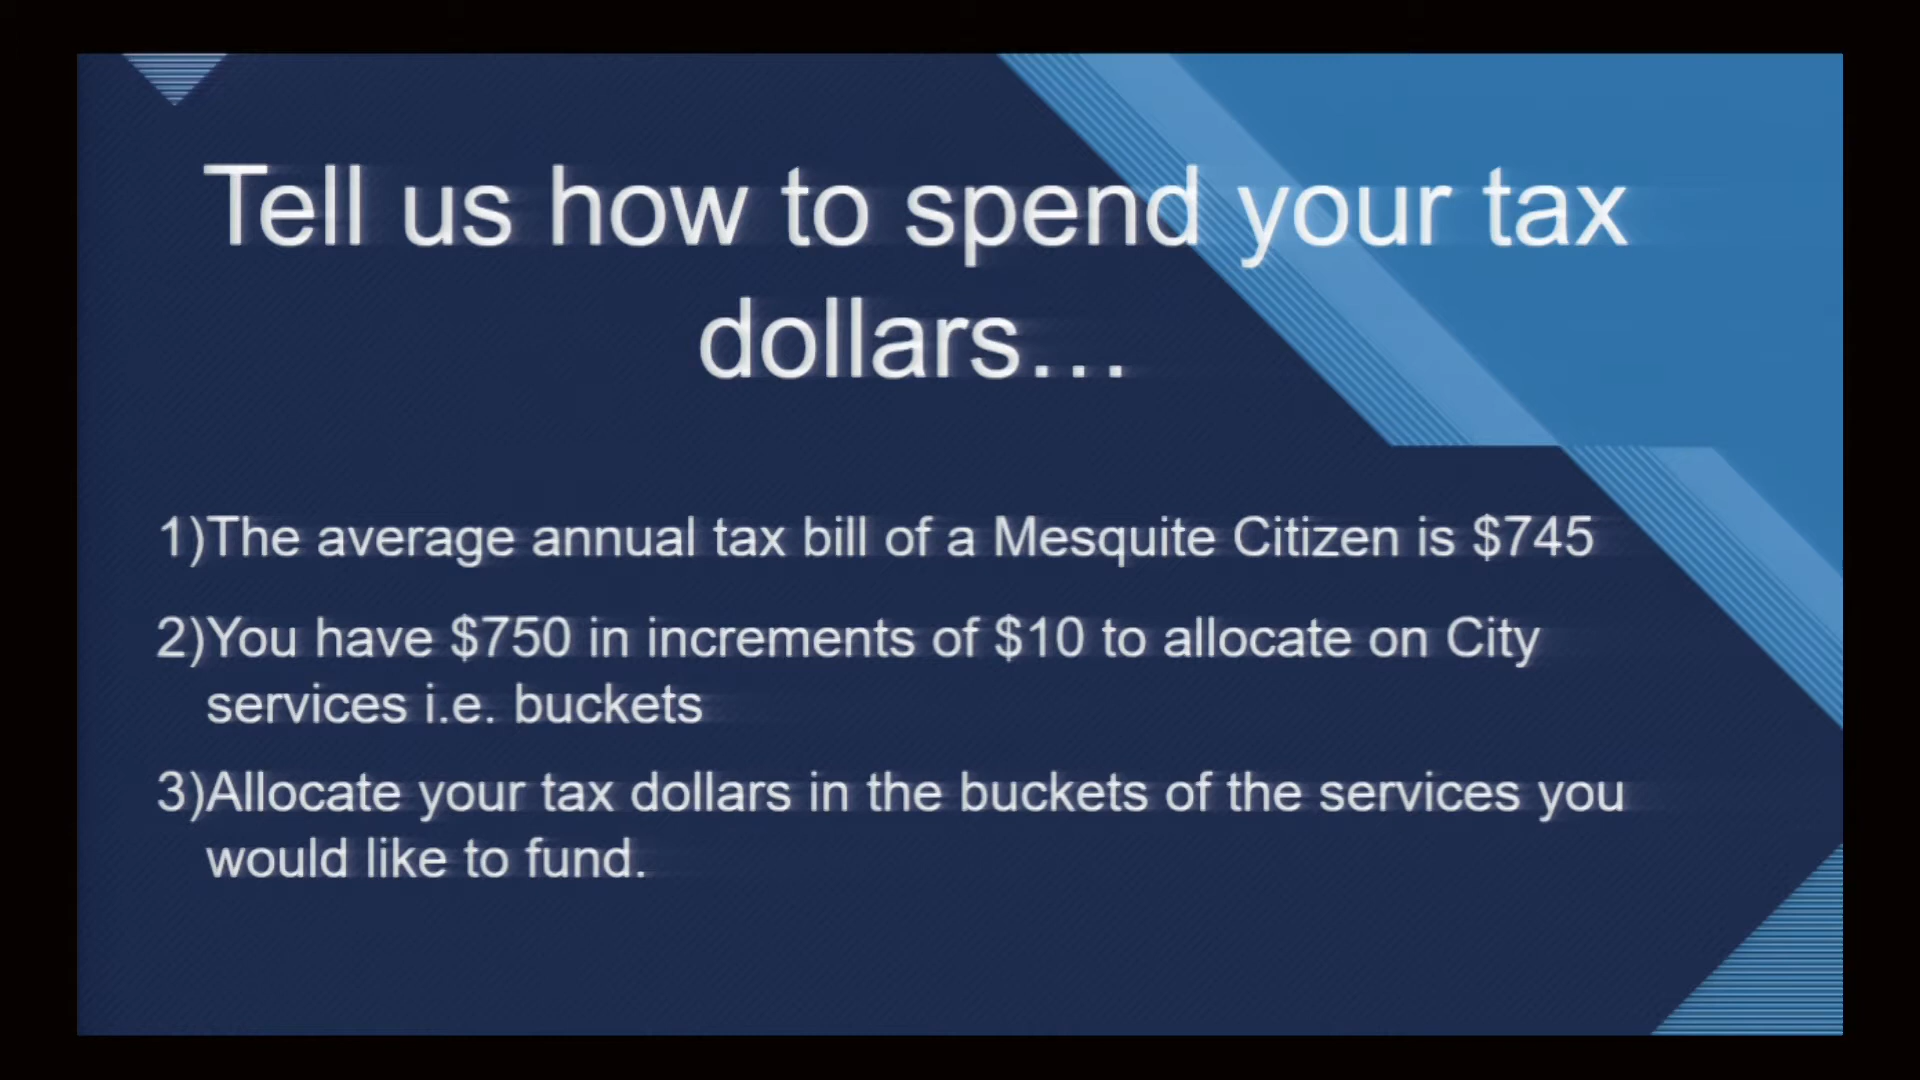 Tell us how to spend your tax
dollars…
1)The average annual tax bill of a Mesquite Citizen is $745
2)You have $750 in increments of $10 to allocate on City
services i.e. buckets
3)Allocate your tax dollars in the buckets of the services you
would like to fund.